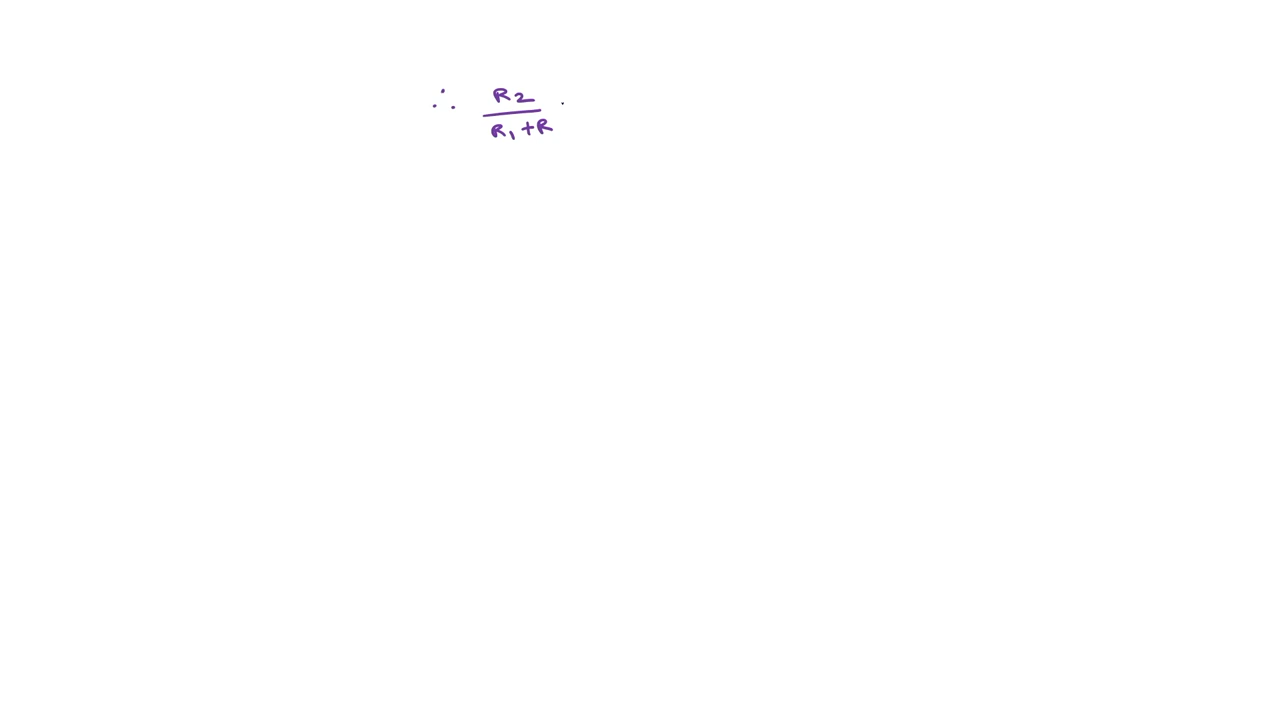 ∴ R₂
R₁ + R